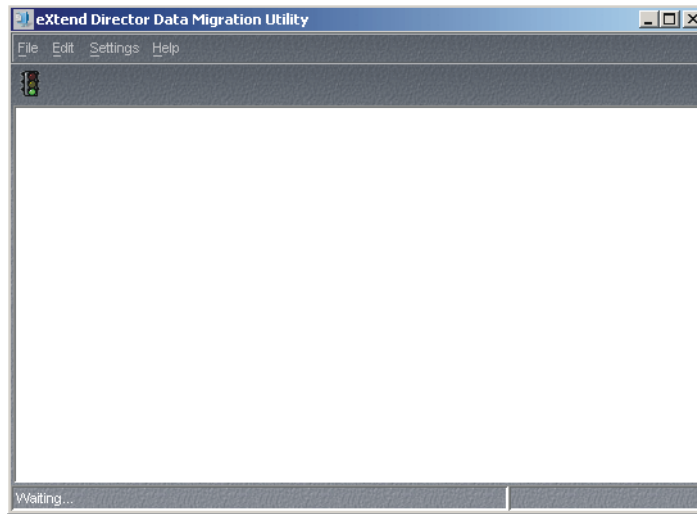 eXtend Director Data Migration Utility
File Edit Settings Help
Waiting...